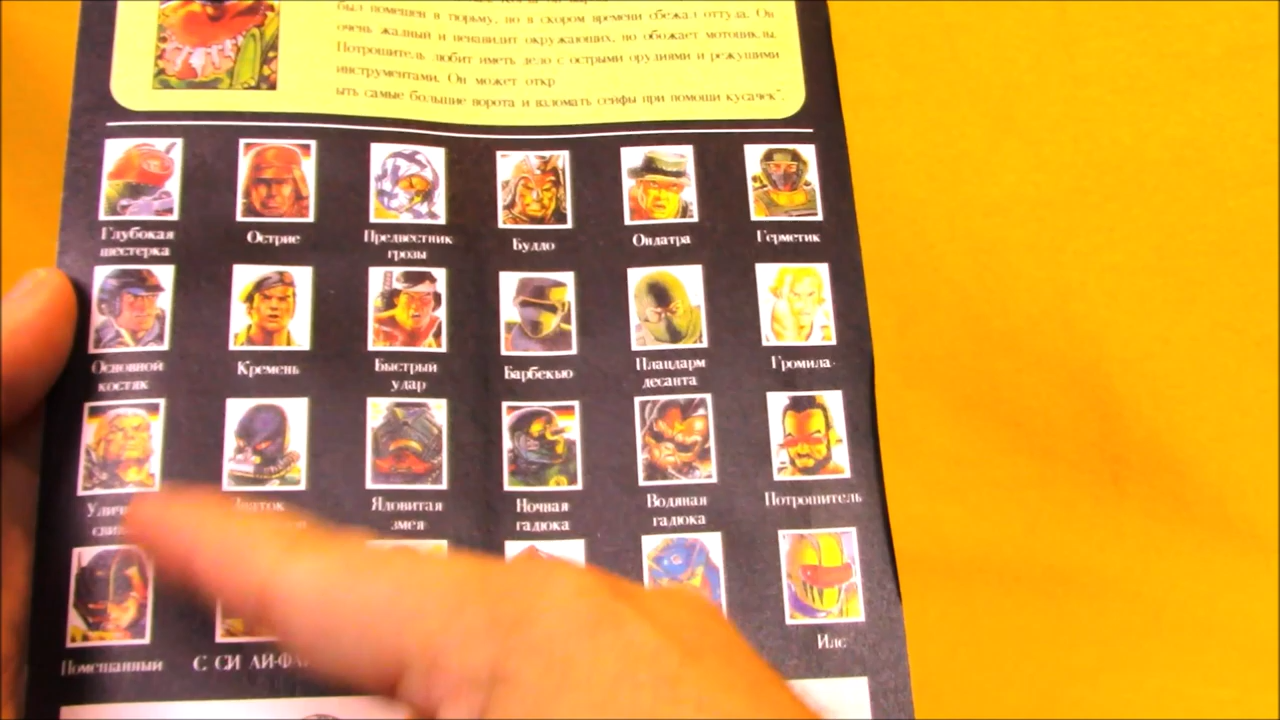 был помещен в тюрьму, но в скором времени сбежал оттуда. Он
очень жадный и ненавидит окружающих, но обожает мотоциклы.
Потрошитель любит иметь дело с острыми орудиями и режущими
инструментами. Он может откр
ыть самые большие ворота и взломать сейфы при помощи кусачек".
Глубокая
шестерка
Острие
Предвестник
грозы
Буддо
Ондатра
Герметик
Основной
костяк
Кремень
Быстрый
удар
Барбекью
Плацдарм
десанта
Громила
Ядовитая
змея
Ночная
гадюка
Водяная
гадюка
Потрошитель
Помешанный
С СИ АЙ-Ф
Илс